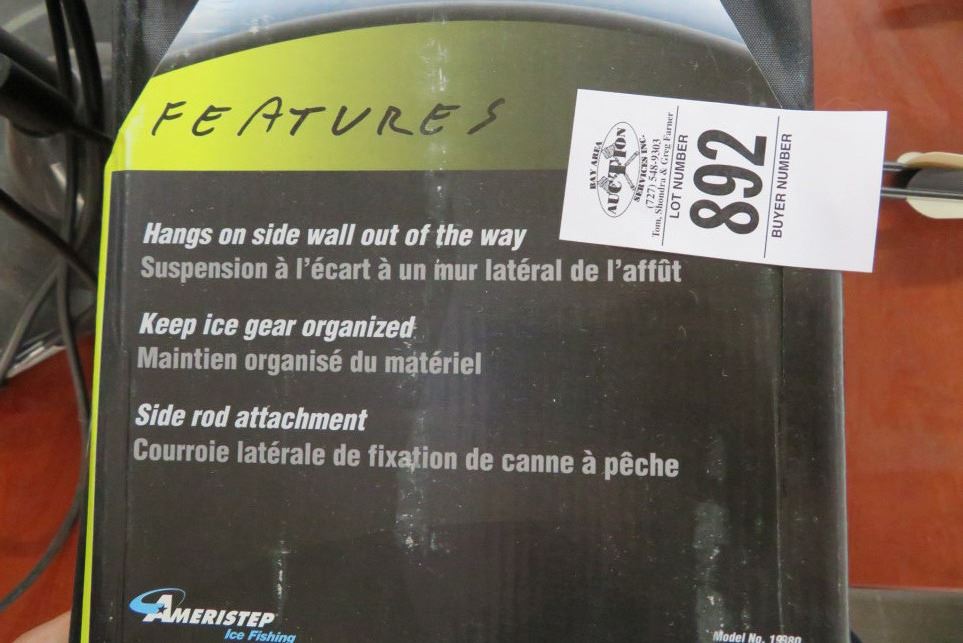 FEATURES
Hangs on side wall out of the way
Suspension à l'écart à un mur latéral de l'affût
Keep ice gear organized
Maintien organisé du matériel
Side rod attachment
Courroie latérale de fixation de canne à pêche
AMERISTEP
Ice Fishing
Model No.
BAY AREA
AUCTION
SERVICES INC.
(727) 548-9303
Tom, Shondra & Greg Farner
LOT NUMBER
892
BUYER NUMBER